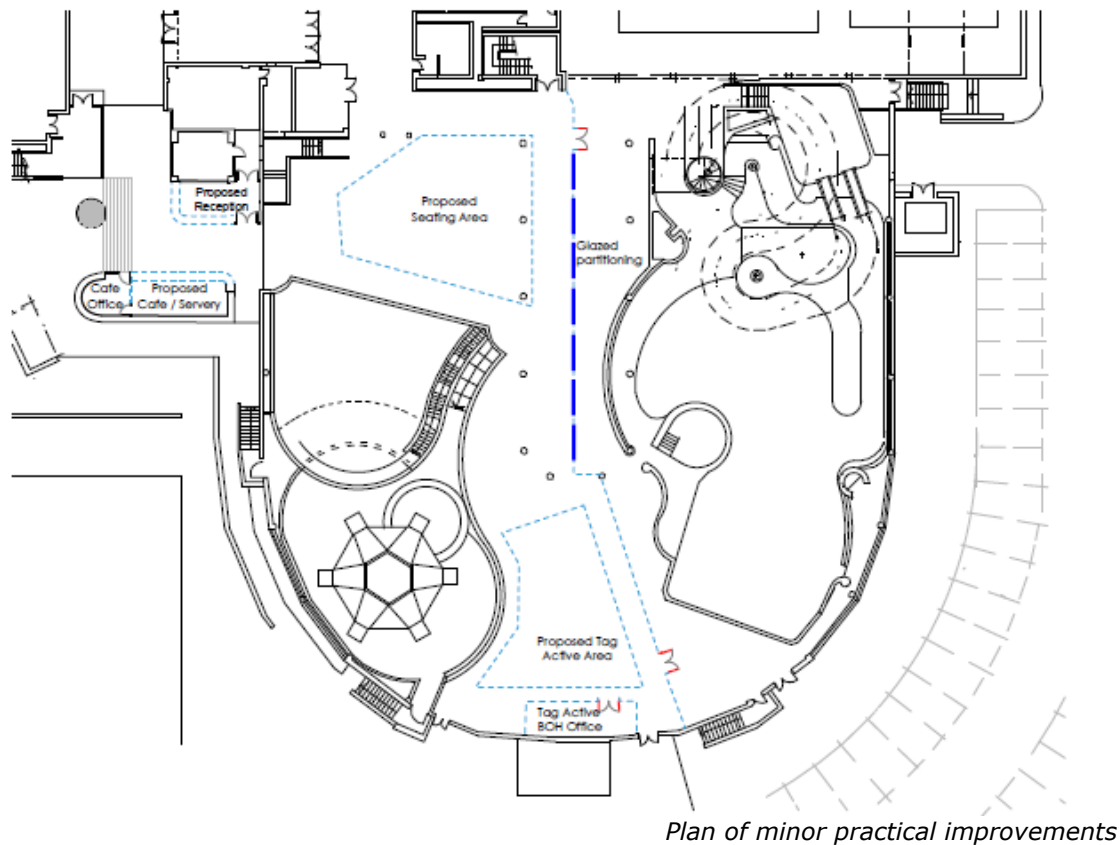 Proposed
Reception
Proposed
Seating Area
Glazed
partitioning
Cafe
Office
Proposed
Cafe / Servery
Proposed Tag
Active Area
Tag Active
BOH Office
Plan of minor practical improvements